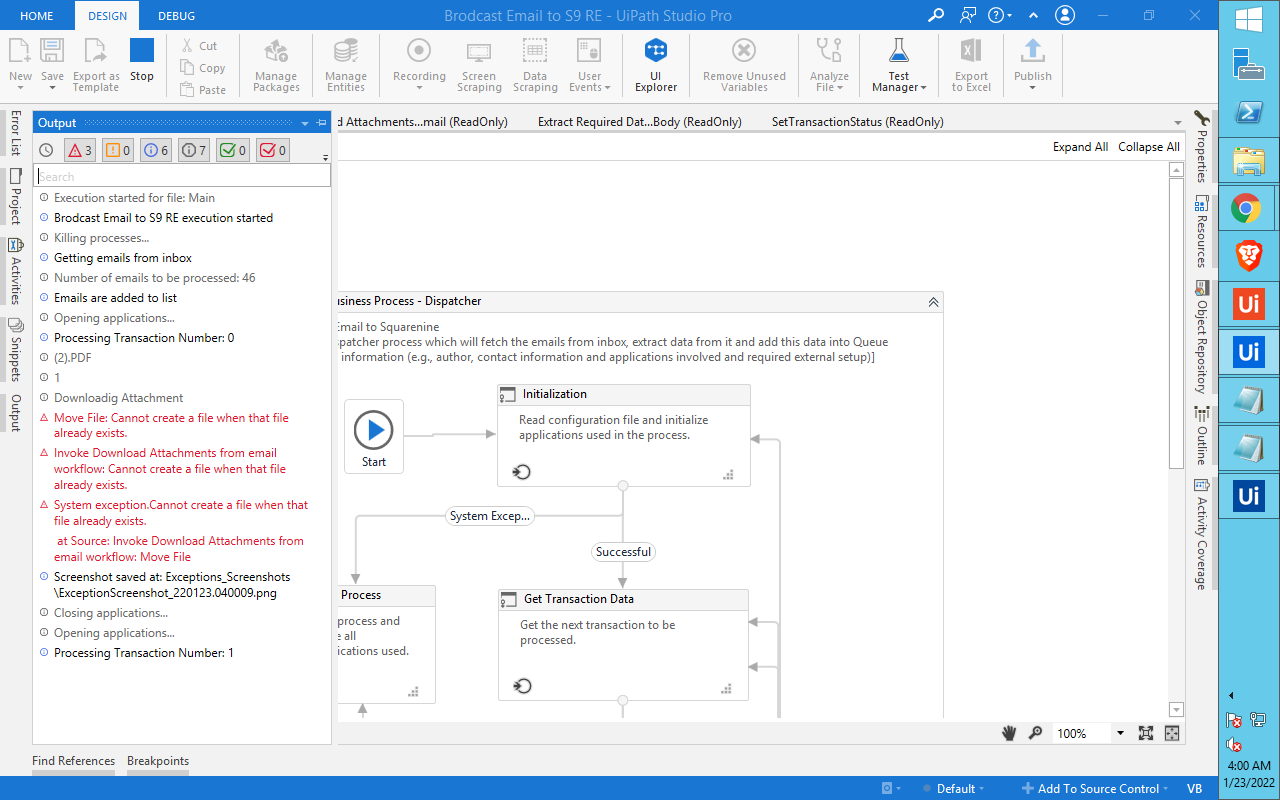 HOME
DESIGN
DEBUG
Brodcast Email to S9 RE - UiPath Studio Pro
New
Save
Export as
Template
Stop
Cut
Copy
Paste
Manage
Packages
Manage
Entities
Recording
Screen
Scraping
Data
Scraping
User
Events
UI
Explorer
Remove Unused
Variables
Analyze
File
Test
Manager
Export
to Excel
Publish
Error List
Project
Activities
Snippets
Output
Output
3
0
6
7
0
0
Search
Execution started for file: Main
Brodcast Email to S9 RE execution started
Killing processes...
Getting emails from inbox
Number of emails to be processed: 46
Emails are added to list
Opening applications...
Processing Transaction Number: 0
(2).PDF
1
Downloadig Attachment
Move File: Cannot create a file when that file
already exists.
Invoke Download Attachments from email
workflow: Cannot create a file when that file
already exists.
System exception.Cannot create a file when that
file already exists.
at Source: Invoke Download Attachments from
email workflow: Move File
Screenshot saved at: Exceptions_Screenshots
\ExceptionScreenshot_220123.040009.png
Closing applications...
Opening applications...
Processing Transaction Number: 1
d Attachments...mail (ReadOnly)
Extract Required Dat...Body (ReadOnly)
SetTransactionStatus (ReadOnly)
Expand All
Collapse All
usiness Process - Dispatcher
Email to Squarenine
spatcher process which will fetch the emails from inbox, extract data from it and add this data into Queue
information (e.g., author, contact information and applications involved and required external setup)]
Start
Initialization
Read configuration file and initialize
applications used in the process.
System Excep...
Successful
Process
process and
e all
ications used.
Get Transaction Data
Get the next transaction to be
processed.
100%
Properties
Resources
Object Repository
Outline
Activity Coverage
Ui
Ui
Ui
Find References
Breakpoints
Default
Add To Source Control
VB
4:00 AM
1/23/2022